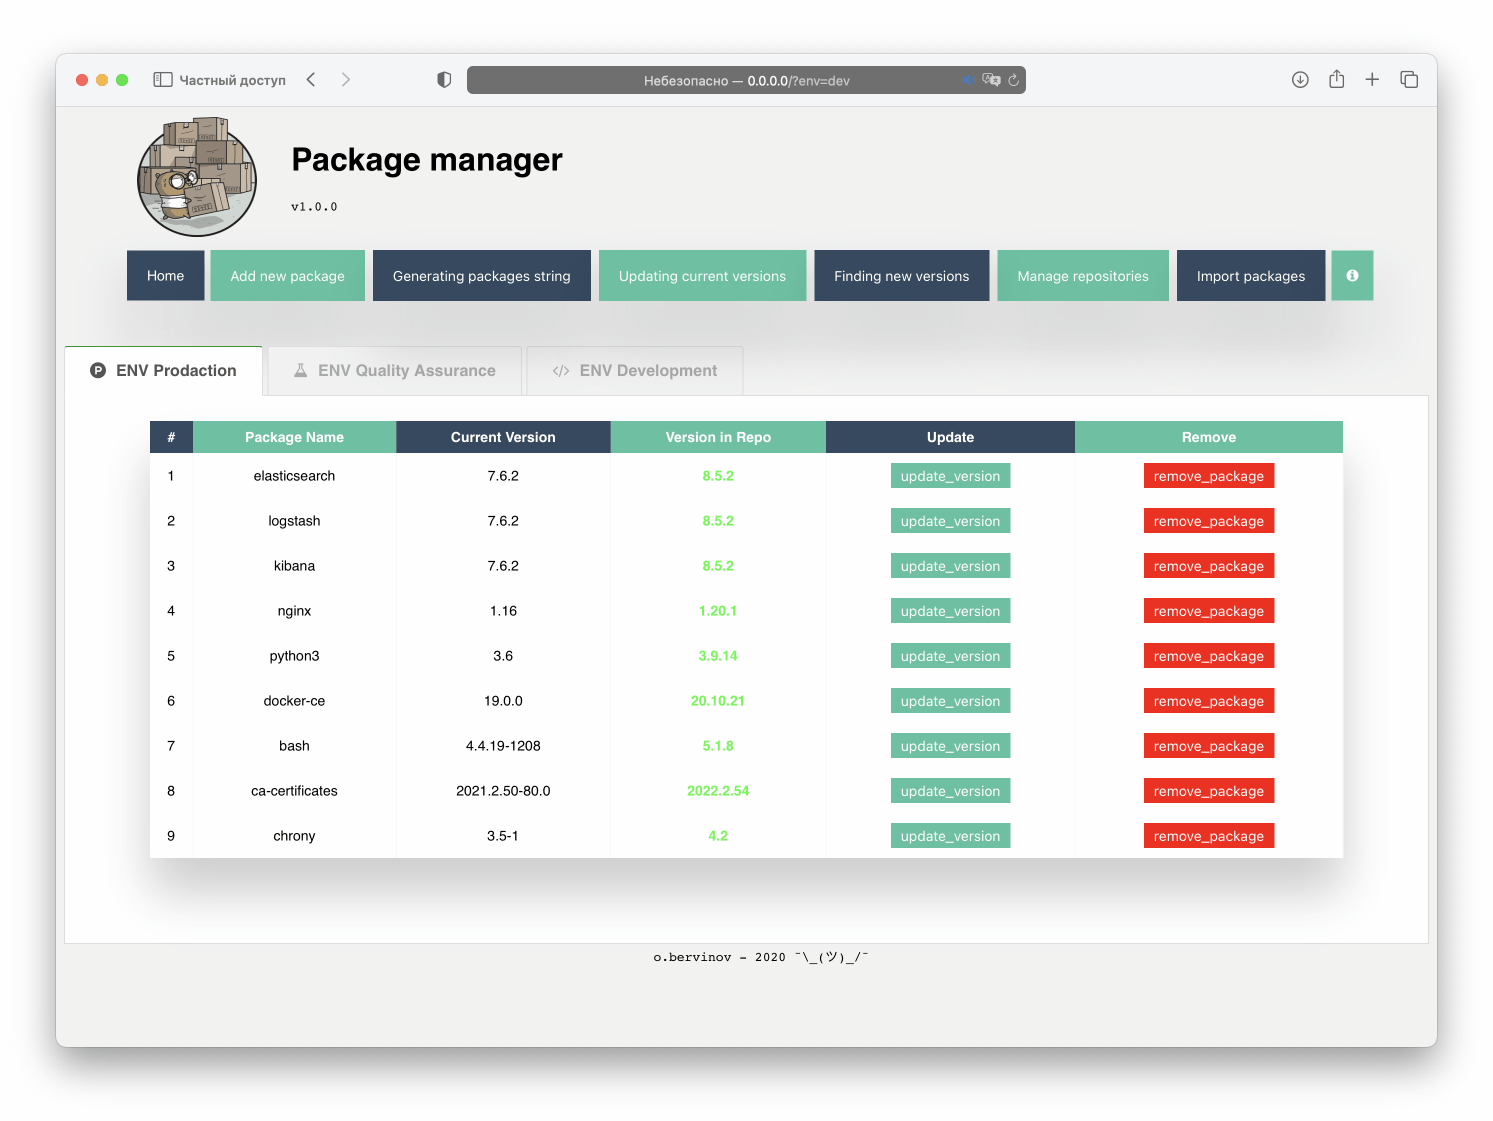 Частный доступ
Небезопасно — 0.0.0.0/?env=dev
Package manager
v1.0.0
Home
Add new package
Generating packages string
Updating current versions
Finding new versions
Manage repositories
Import packages
ENV Prodaction
ENV Quality Assurance
ENV Development
# Package Name Current Version Version in Repo Update Remove
1 elasticsearch 7.6.2 8.5.2 update_version remove_package
2 logstash 7.6.2 8.5.2 update_version remove_package
3 kibana 7.6.2 8.5.2 update_version remove_package
4 nginx 1.16 1.20.1 update_version remove_package
5 python3 3.6 3.9.14 update_version remove_package
6 docker-ce 19.0.0 20.10.21 update_version remove_package
7 bash 4.4.19-1208 5.1.8 update_version remove_package
8 ca-certificates 2021.2.50-80.0 2022.2.54 update_version remove_package
9 chrony 3.5-1 4.2 update_version remove_package
o.bervinov - 2020 ¯\_(ツ)_/¯